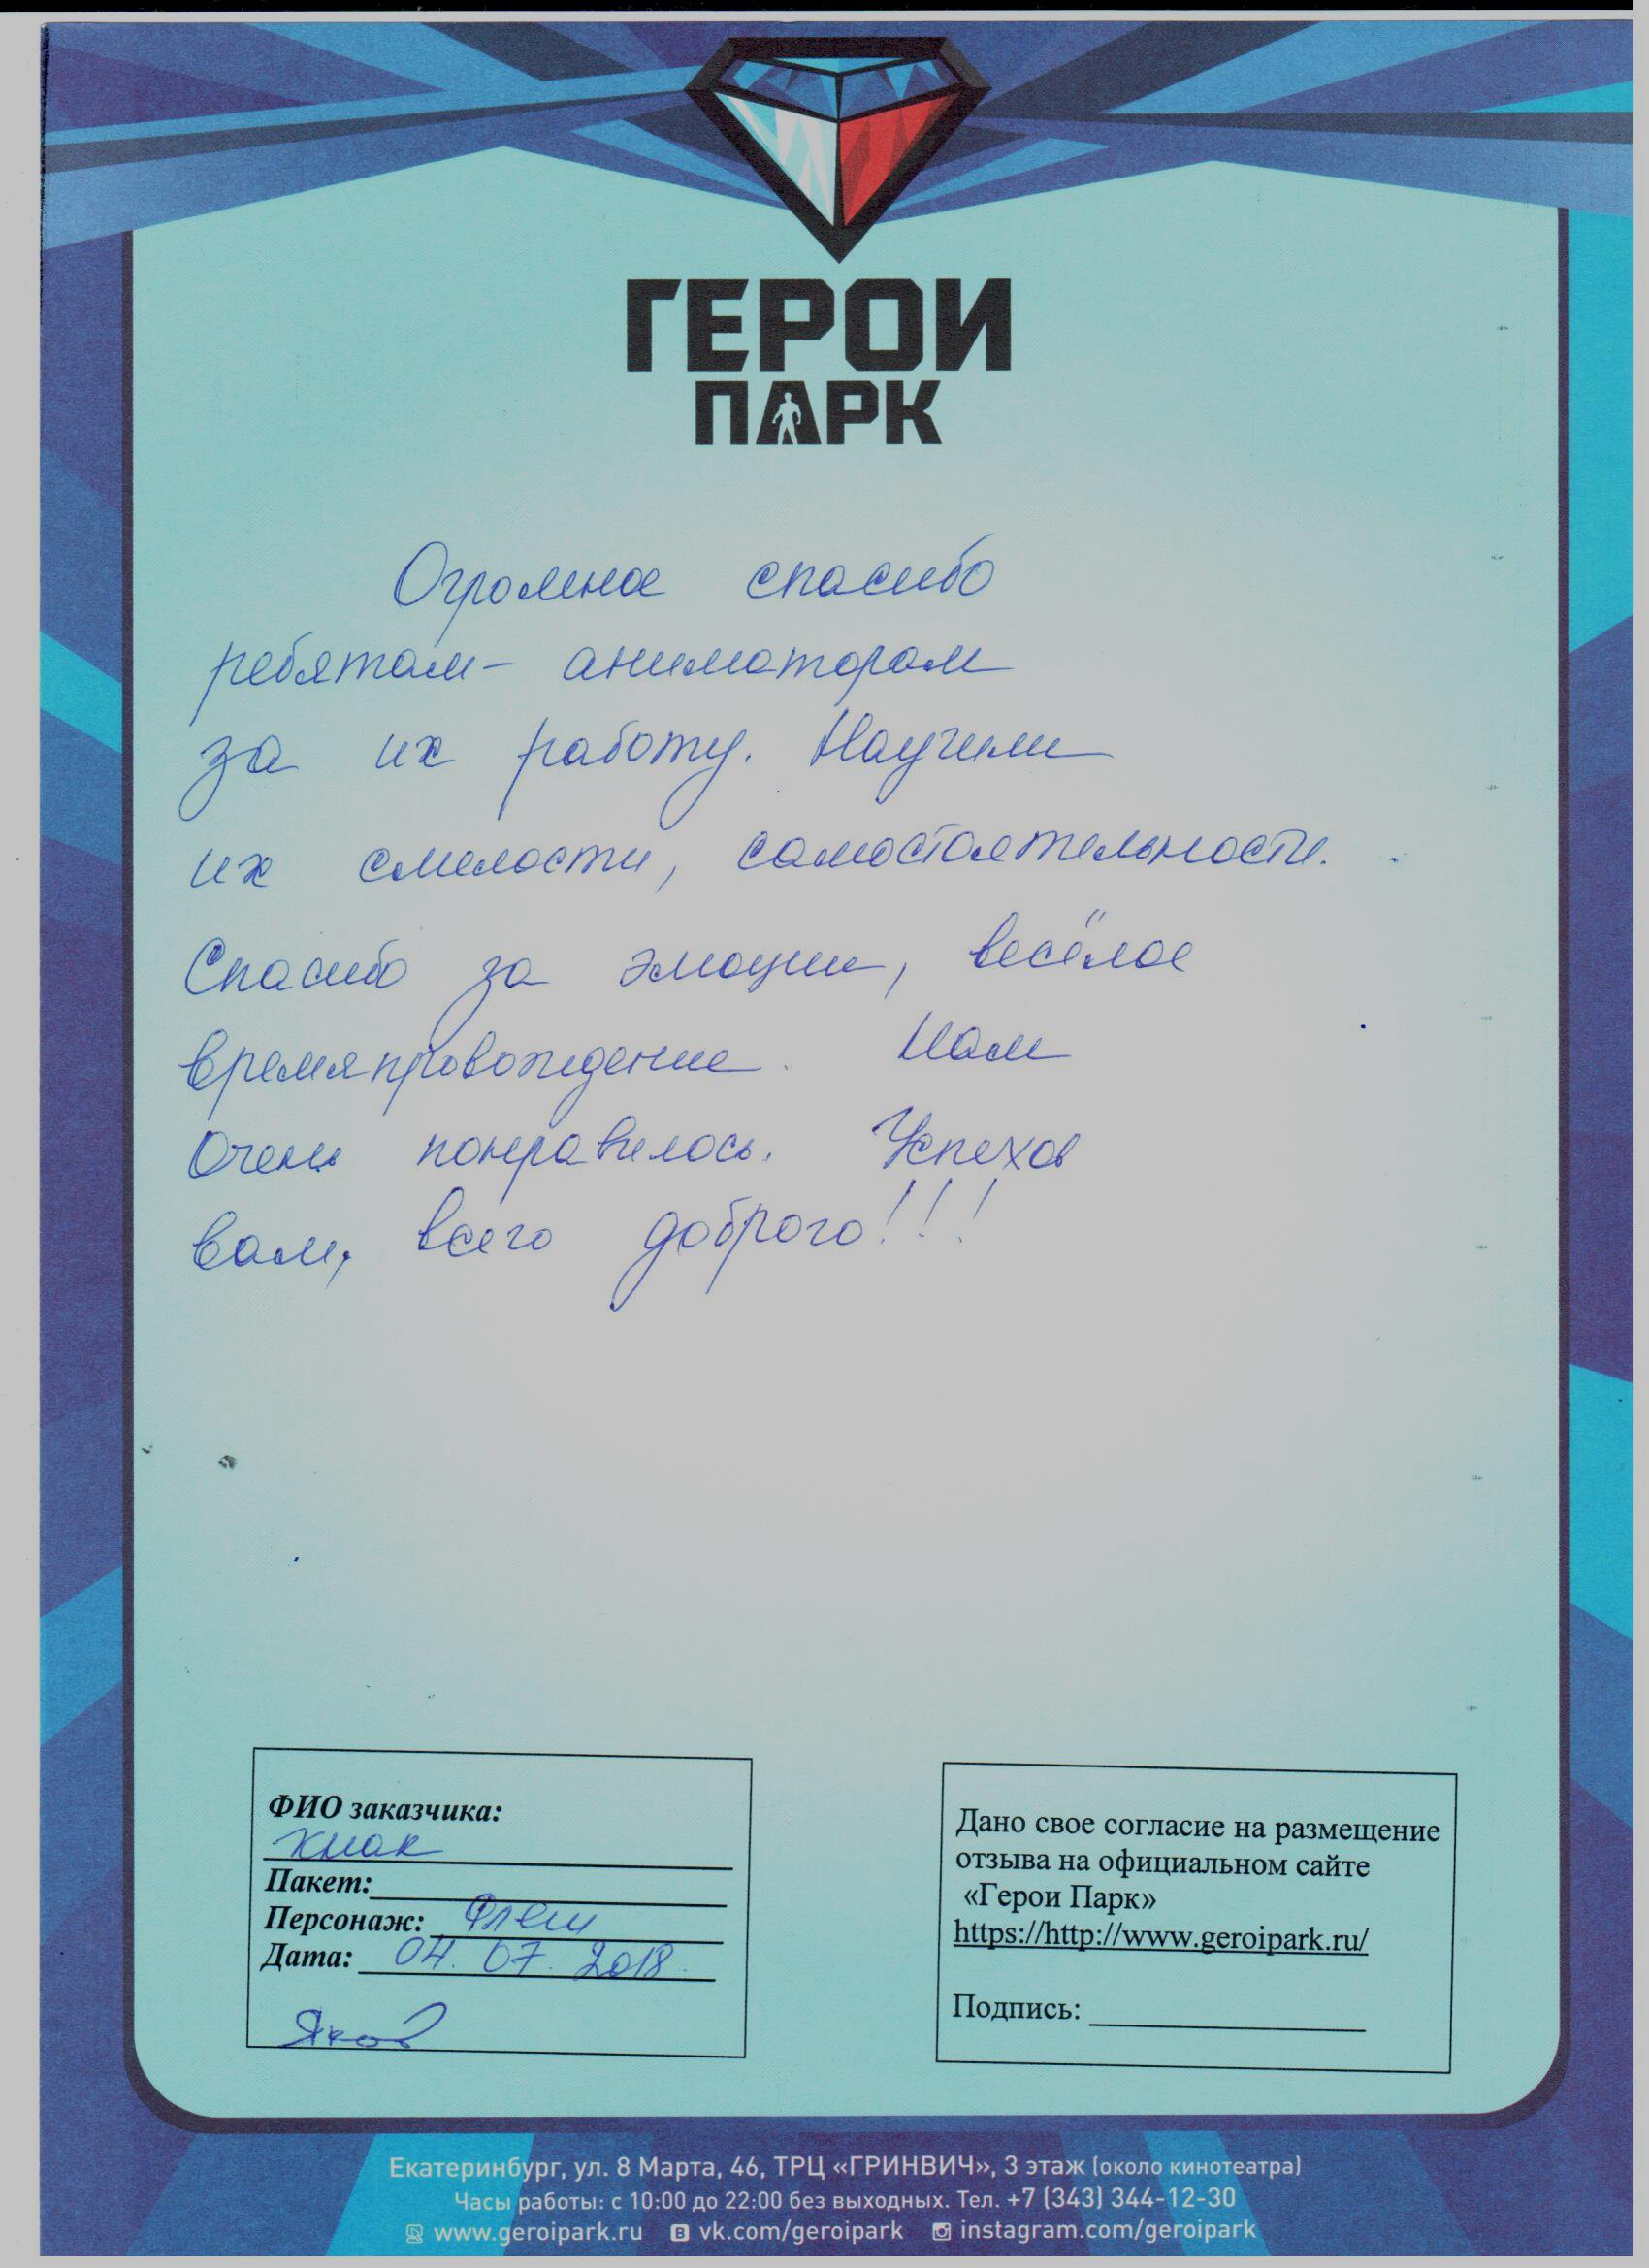 ГЕРОИ
ПАРК
Огромное спасибо
ребятам- аниматорам
за их работу. Научили
их смелости, самостоятельности.
Спасибо за эмоции, весёлое
времяпровождение. Нам
Очень понравилось. Успехов
вам, всего доброго!!!
ФИО заказчика:
Пакет:
Персонаж: Флеш
Дата: 04. 07. 2018.
Дано свое согласие на размещение
отзыва на официальном сайте
«Герои Парк»
https://http://www.geroipark.ru/
Подпись:
Екатеринбург, ул. 8 Марта, 46, ТРЦ «ГРИНВИЧ», 3 этаж (около кинотеатра)
Часы работы: с 10:00 до 22:00 без выходных. Тел. +7 (343) 344-12-30
www.geroipark.ru vk.com/geroipark instagram.com/geroipark